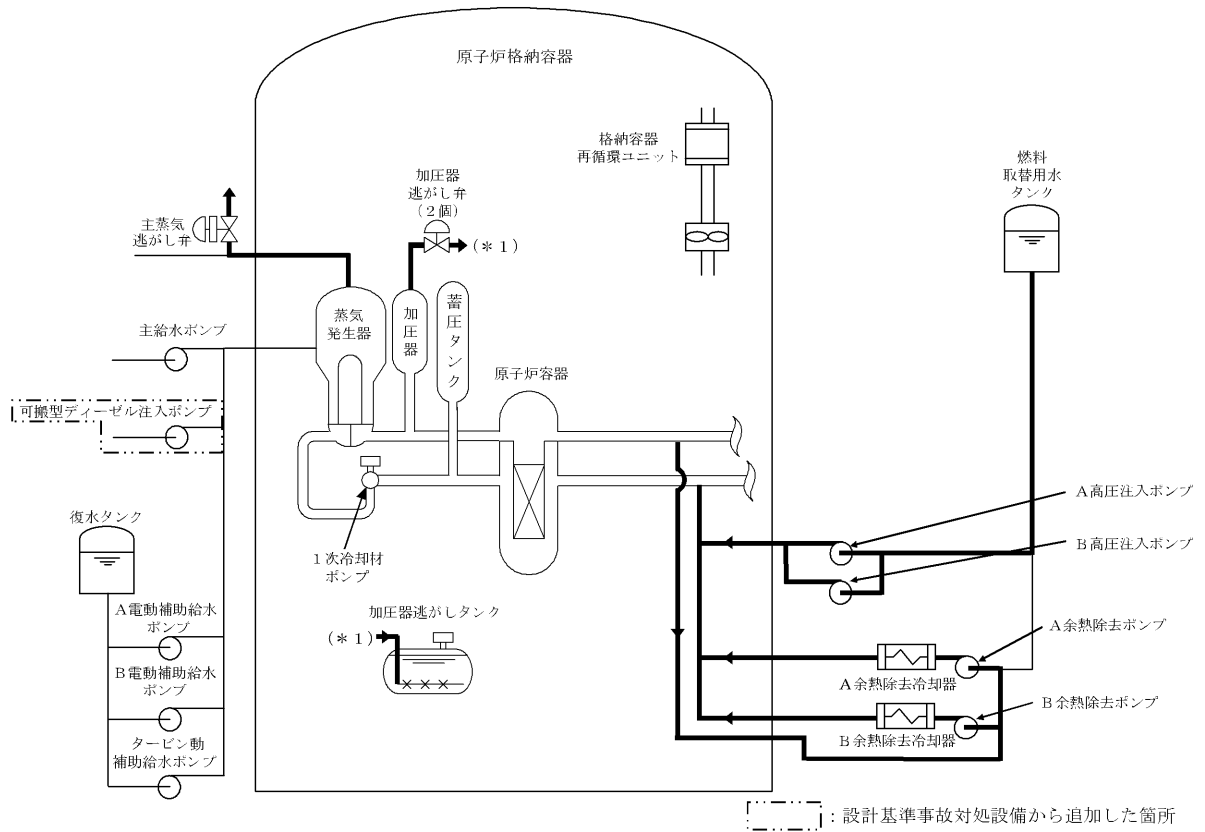 原子炉格納容器
格納容器
再循環ユニット
燃料
取替用水
タンク
加圧器
逃がし弁
（2個）
(＊1)
主蒸気
逃がし弁
蒸気
発生器
加圧器
蓄圧タンク
主給水ポンプ
原子炉容器
可搬型ディーゼル注入ポンプ
A高圧注入ポンプ
B高圧注入ポンプ
復水タンク
1次冷却材
ポンプ
A電動補助給水
ポンプ
加圧器逃がしタンク
(＊1)
A余熱除去ポンプ
A余熱除去冷却器
B電動補助給水
ポンプ
B余熱除去ポンプ
B余熱除去冷却器
タービン動
補助給水ポンプ
：設計基準事故対処設備から追加した箇所